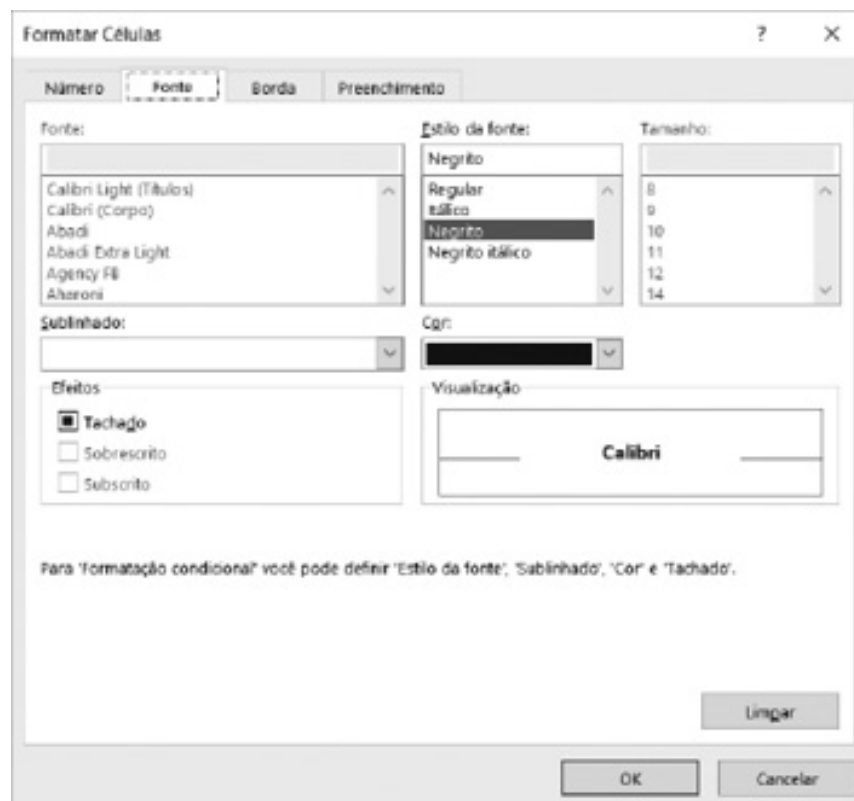 Formatar Células ? ×
Número Fonte Borda Preenchimento
Fonte: Estilo da fonte: Tamanho:
Negrito
Calibri Light (Títulos) Regular 8
Calibri (Corpo) Itálico 9
Abadi Negrito 10
Abadi Extra Light Negrito itálico 11
Agency FB 12
Aharoni 14
Sublinhado: Cor:
Efeitos Visualização
Tachado
Sobrescrito Calibri
Subscrito
Para 'Formatação condicional' você pode definir 'Estilo da fonte', 'Sublinhado', 'Cor' e 'Tachado'.
Limpar
OK Cancelar